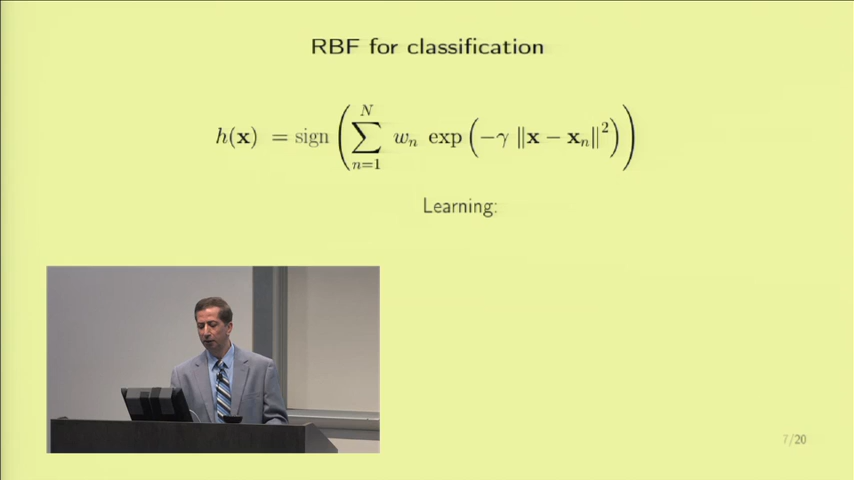 RBF for classification
h(x) = sign ( ∑_{n=1}^{N} w_n exp ( −γ ‖x − x_n‖² ) )
Learning:
7/20